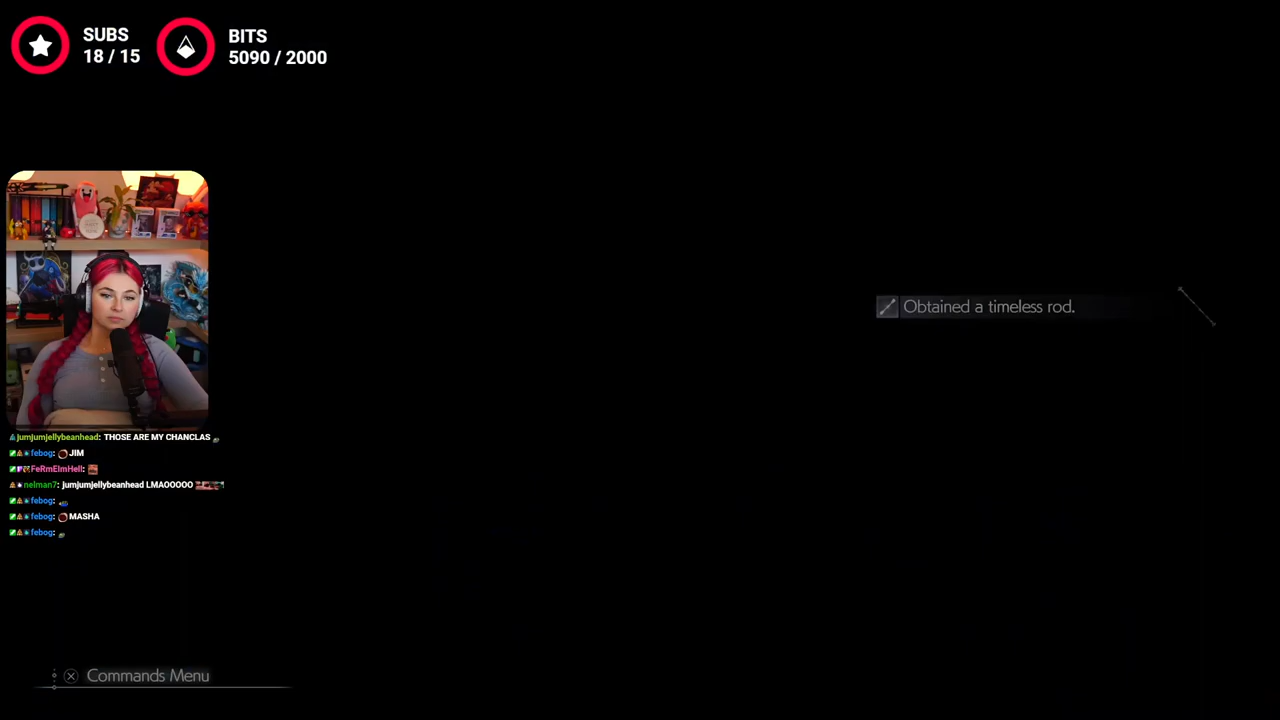 SUBS
18 / 15
BITS
5090 / 2000
Obtained a timeless rod.
jumjumjellybeanhead: THOSE ARE MY CHANCLAS
febog: JIM
FeRmEImHell:
nelman7: jumjumjellybeanhead LMAOOOOO
febog:
febog: MASHA
febog:
Commands Menu